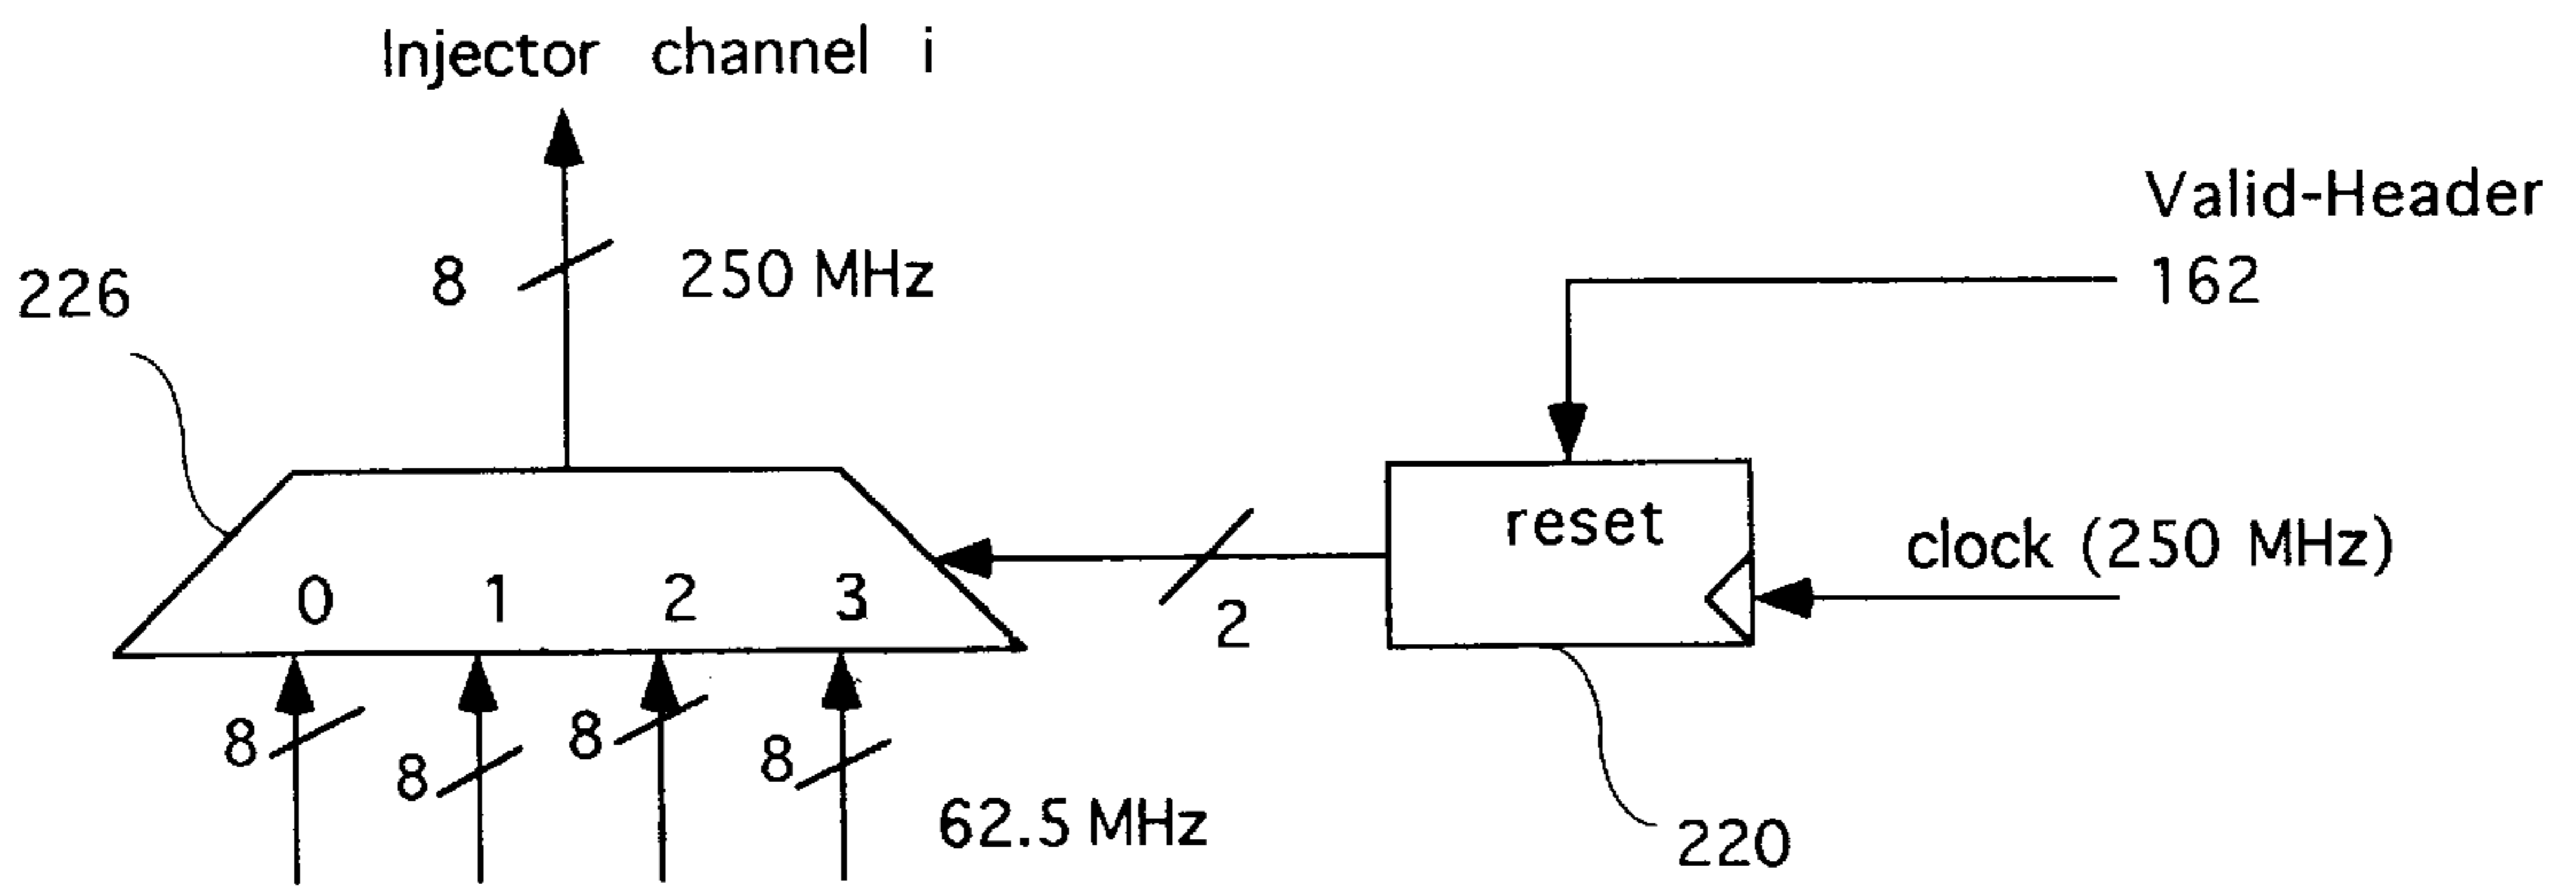 Injector channel i
Valid-Header
162
226
8
250 MHz
reset
clock (250 MHz)
0 1 2 3
2
8 8 8 8
62.5 MHz
220